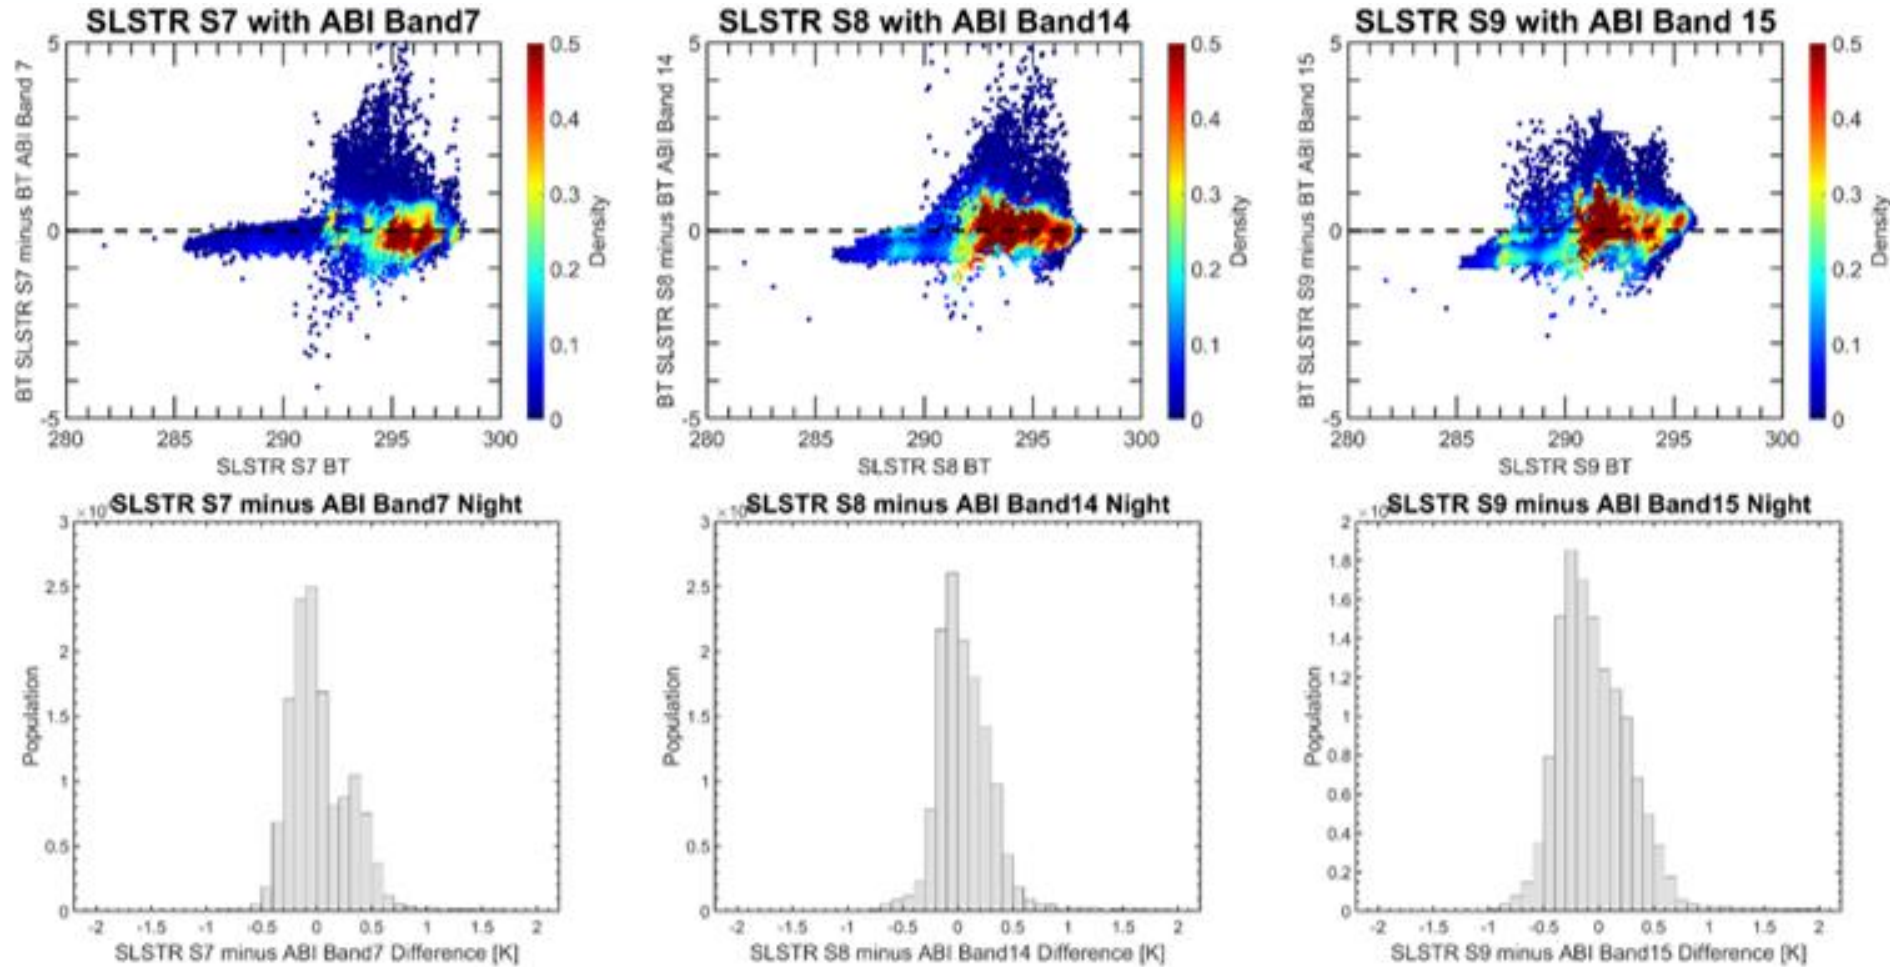 SLSTR S7 with ABI Band7
5
0
-5
BT SLSTR S7 minus BT ABI Band 7
280 285 290 295 300
SLSTR S7 BT
0.5
0.4
0.3
0.2
0.1
0
Density
SLSTR S8 with ABI Band14
5
0
-5
BT SLSTR S8 minus BT ABI Band 14
280 285 290 295 300
SLSTR S8 BT
0.5
0.4
0.3
0.2
0.1
0
Density
SLSTR S9 with ABI Band 15
5
0
-5
BT SLSTR S9 minus BT ABI Band 15
280 285 290 295 300
SLSTR S9 BT
0.5
0.4
0.3
0.2
0.1
0
Density
SLSTR S7 minus ABI Band7 Night
×10
3
2.5
2
1.5
1
0.5
0
Population
-2 -1.5 -1 -0.5 0 0.5 1 1.5 2
SLSTR S7 minus ABI Band7 Difference [K]
SLSTR S8 minus ABI Band14 Night
×10
3
2.5
2
1.5
1
0.5
0
Population
-2 -1.5 -1 -0.5 0 0.5 1 1.5 2
SLSTR S8 minus ABI Band14 Difference [K]
SLSTR S9 minus ABI Band15 Night
×10
2
1.8
1.6
1.4
1.2
1
0.8
0.6
0.4
0.2
0
Population
-2 -1.5 -1 -0.5 0 0.5 1 1.5 2
SLSTR S9 minus ABI Band15 Difference [K]